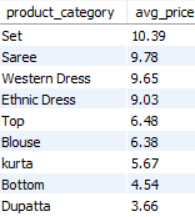 product_category avg_price
Set 10.39
Saree 9.78
Western Dress 9.65
Ethnic Dress 9.03
Top 6.48
Blouse 6.38
kurta 5.67
Bottom 4.54
Dupatta 3.66